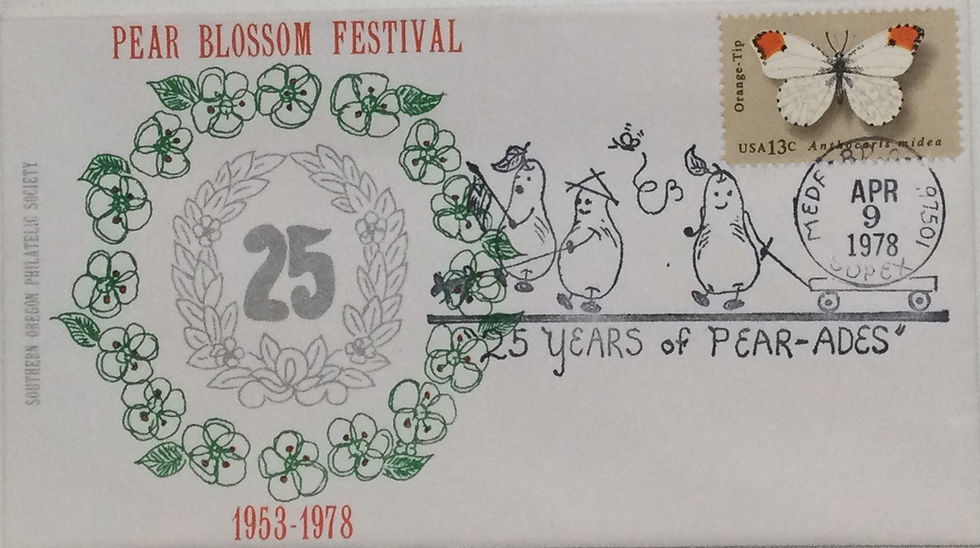 PEAR BLOSSOM FESTIVAL
SOUTHERN OREGON PHILATELIC SOCIETY
25
1953-1978
Orange-Tip
USA 13c Anthocaris midea
APR
9
1978
97501
SOPEX
25 YEARS of PEAR-ADES"